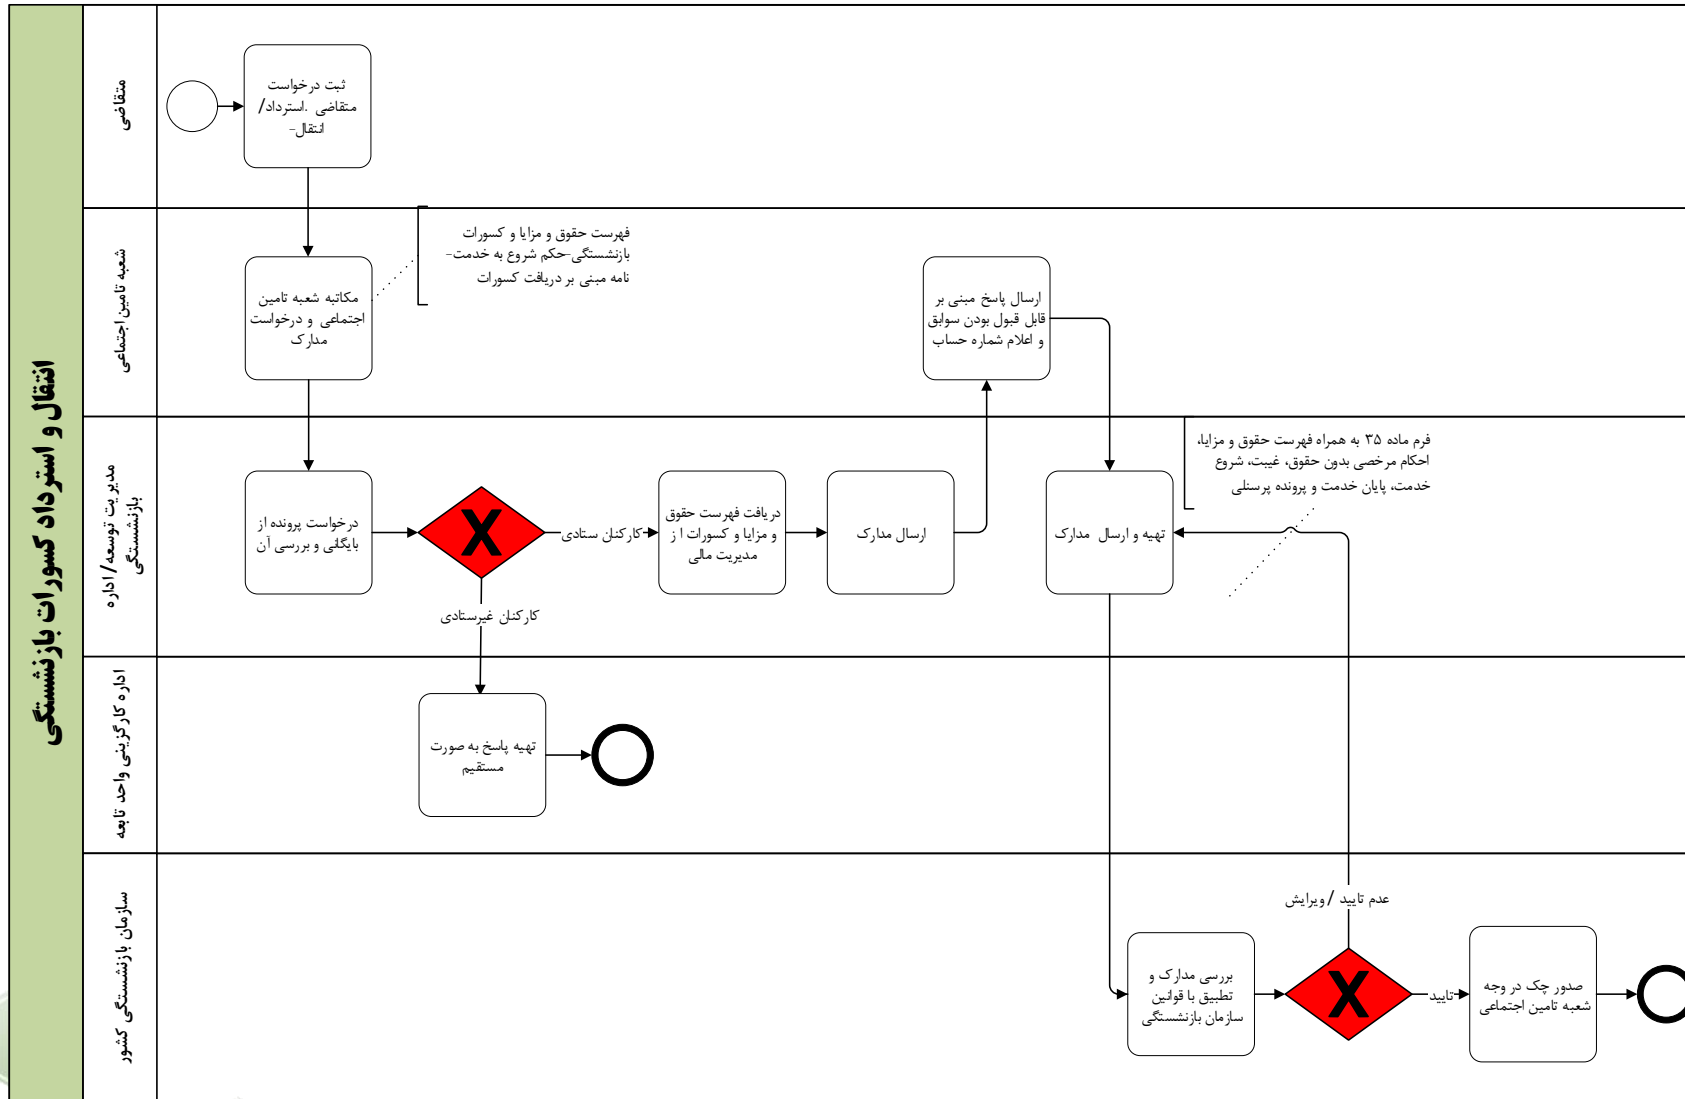 انتقال و استرداد کسورات بازنشستگی
متقاضی
ثبت درخواست
متقاضی .استرداد/
انتقال-
شعبه تامین اجتماعی
مکاتبه شعبه تامین
اجتماعی و درخواست
مدارک
فهرست حقوق و مزایا و کسورات
بازنشستگی-حکم شروع به خدمت-
نامه مبنی بر دریافت کسورات
ارسال پاسخ مبنی بر
قابل قبول بودن سوابق
و اعلام شماره حساب
مدیریت توسعه/ اداره
بازنشستگی
درخواست پرونده از
بایگانی و بررسی آن
X
کارکنان ستادی
کارکنان غیرستادی
دریافت فهرست حقوق
و مزایا و کسورات ا ز
مدیریت مالی
ارسال مدارک
تهیه و ارسال مدارک
فرم ماده ۳۵ به همراه فهرست حقوق و مزایا،
احکام مرخصی بدون حقوق، غیبت، شروع
خدمت، پایان خدمت و پرونده پرسنلی
اداره کارگزینی واحد تابعه
تهیه پاسخ به صورت
مستقیم
سازمان بازنشستگی کشور
بررسی مدارک و
تطبیق با قوانین
سازمان بازنشستگی
X
عدم تایید / ویرایش
تایید
صدور چک در وجه
شعبه تامین اجتماعی